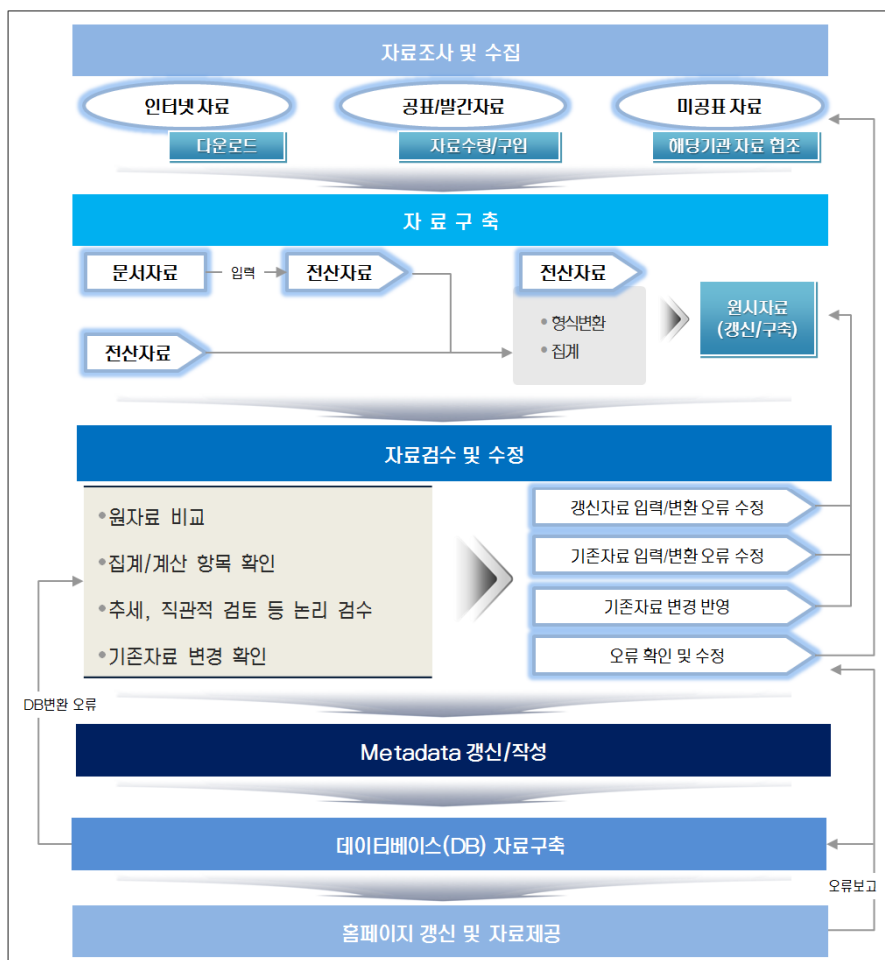 자료조사 및 수집
인터넷 자료
공표/발간자료
미공표 자료
다운로드
자료수령/구입
해당기관 자료 협조
자 료 구 축
문서자료
입력
전산자료
전산자료
전산자료
• 형식변환
• 집계
원시자료
(갱신/구축)
자료검수 및 수정
•원자료 비교
•집계/계산 항목 확인
•추세, 직관적 검토 등 논리 검수
•기존자료 변경 확인
갱신자료 입력/변환 오류 수정
기존자료 입력/변환 오류 수정
기존자료 변경 반영
오류 확인 및 수정
DB변환 오류
Metadata 갱신/작성
데이터베이스(DB) 자료구축
오류보고
홈페이지 갱신 및 자료제공